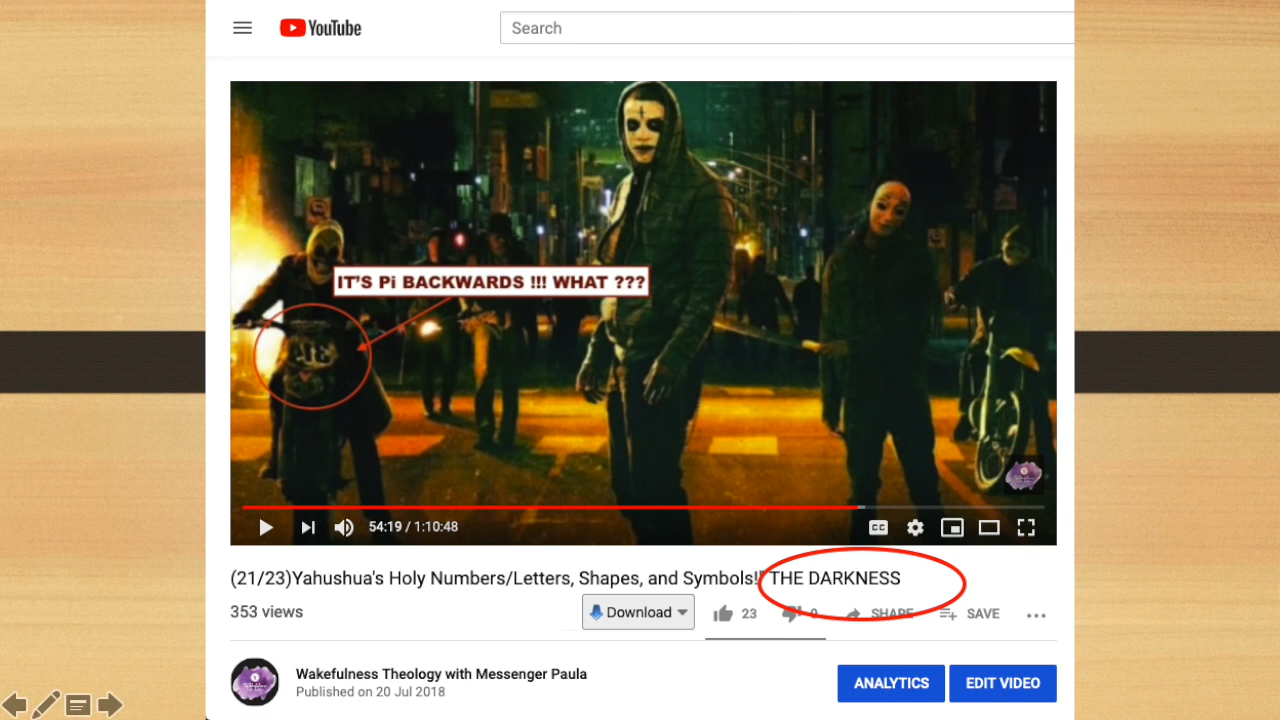 YouTube
Search
IT'S Pi BACKWARDS !!! WHAT ???
54:19 / 1:10:48
CC
(21/23)Yahushua's Holy Numbers/Letters, Shapes, and Symbols!! THE DARKNESS
353 views
Download
23
0
SHARE
SAVE
Wakefulness Theology with Messenger Paula
Published on 20 Jul 2018
ANALYTICS
EDIT VIDEO